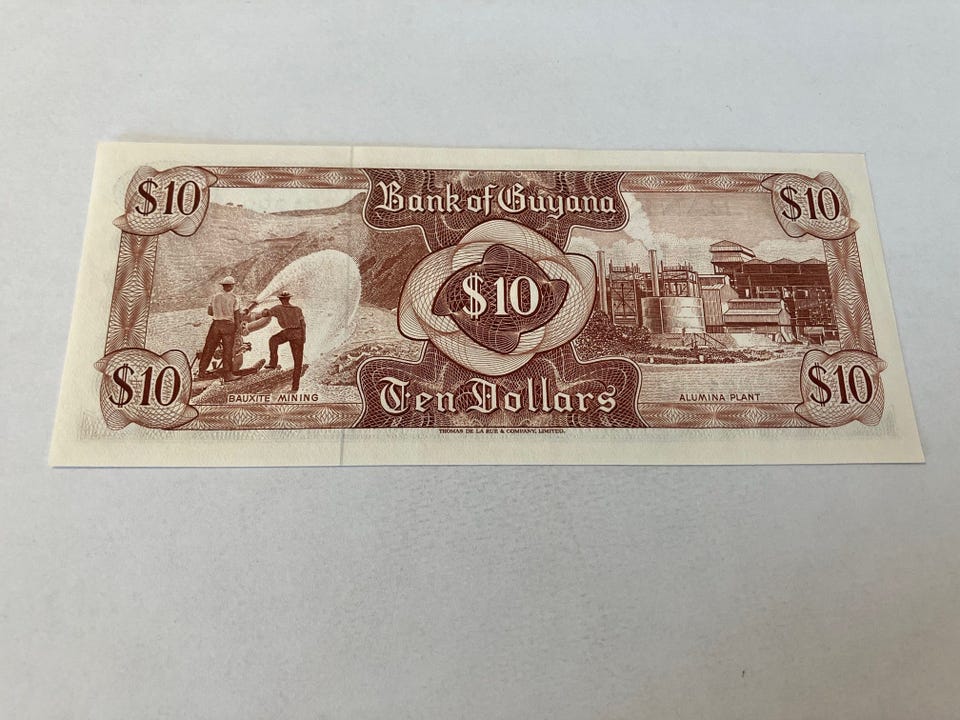 $10
Bank of Guyana
$10
$10
$10
BAUXITE MINING
Ten Dollars
ALUMINA PLANT
$10
THOMAS DE LA RUE & COMPANY, LIMITED.